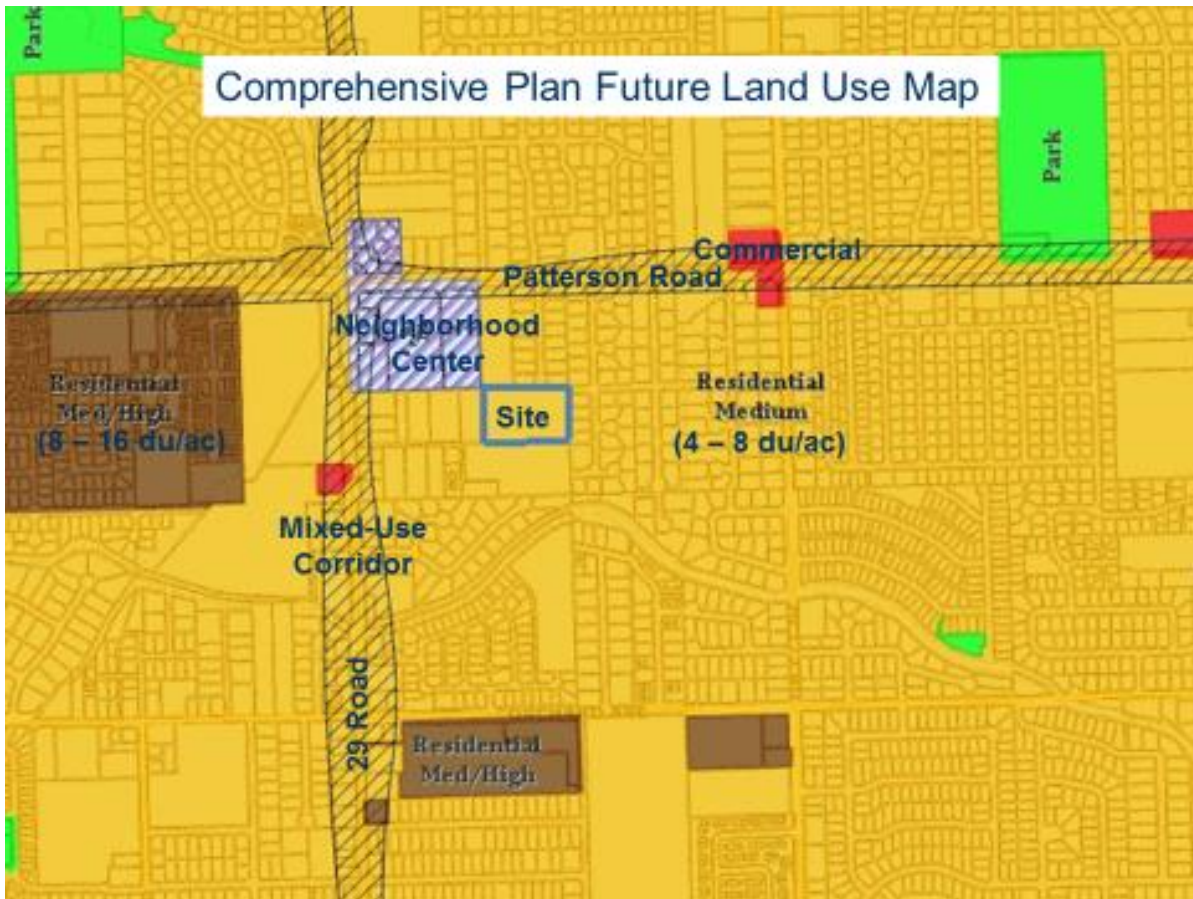 Park
Comprehensive Plan Future Land Use Map
Park
Commercial
Patterson Road
Neighborhood
Center
Residential
Med/High
(8 – 16 du/ac)
Site
Residential
Medium
(4 – 8 du/ac)
Mixed-Use
Corridor
29 Road
Residential
Med/High